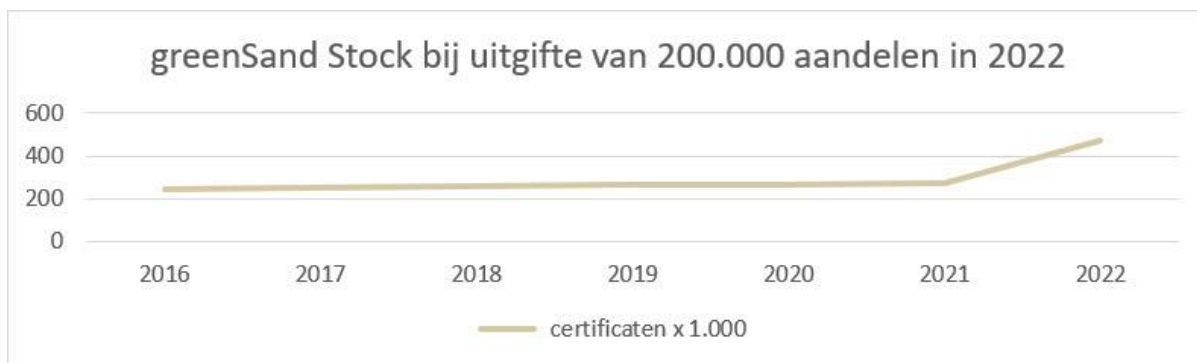 greenSand Stock bij uitgifte van 200.000 aandelen in 2022
600
400
200
0
2016 2017 2018 2019 2020 2021 2022
certificaten x 1.000